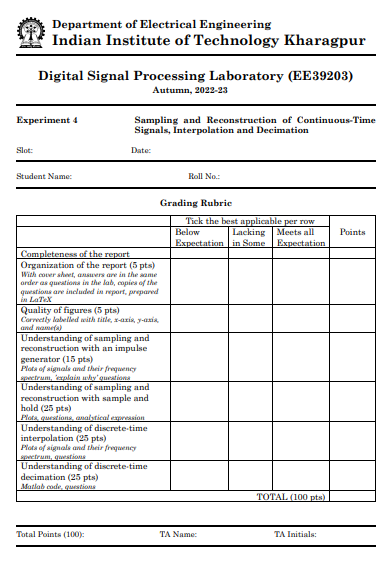 Department of Electrical Engineering
Indian Institute of Technology Kharagpur
Digital Signal Processing Laboratory (EE39203)
Autumn, 2022-23
Experiment 4
Sampling and Reconstruction of Continuous-Time
Signals, Interpolation and Decimation
Slot:
Date:
Student Name:
Roll No.:
Grading Rubric
Tick the best applicable per row
Below
Expectation
Lacking
in Some
Meets all
Expectation
Points
Completeness of the report
Organization of the report (5 pts)
With cover sheet, answers are in the same
order as questions in the lab, copies of the
questions are included in report, prepared
in LaTeX
Quality of figures (5 pts)
Correctly labelled with title, x-axis, y-axis,
and name(s)
Understanding of sampling and
reconstruction with an impulse
generator (15 pts)
Plots of signals and their frequency
spectrum, 'explain why' questions
Understanding of sampling and
reconstruction with sample and
hold (25 pts)
Plots, questions, analytical expression
Understanding of discrete-time
interpolation (25 pts)
Plots of signals and their frequency
spectrum, questions
Understanding of discrete-time
decimation (25 pts)
Matlab code, questions
TOTAL (100 pts)
Total Points (100):
TA Name:
TA Initials: